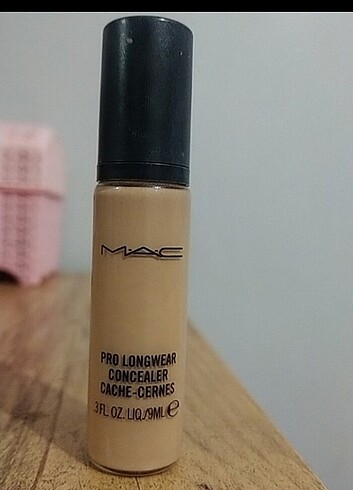 M·A·C
PRO LONGWEAR
CONCEALER
CACHE-CERNES
.3 FL. OZ. LIQ./9ML ℮